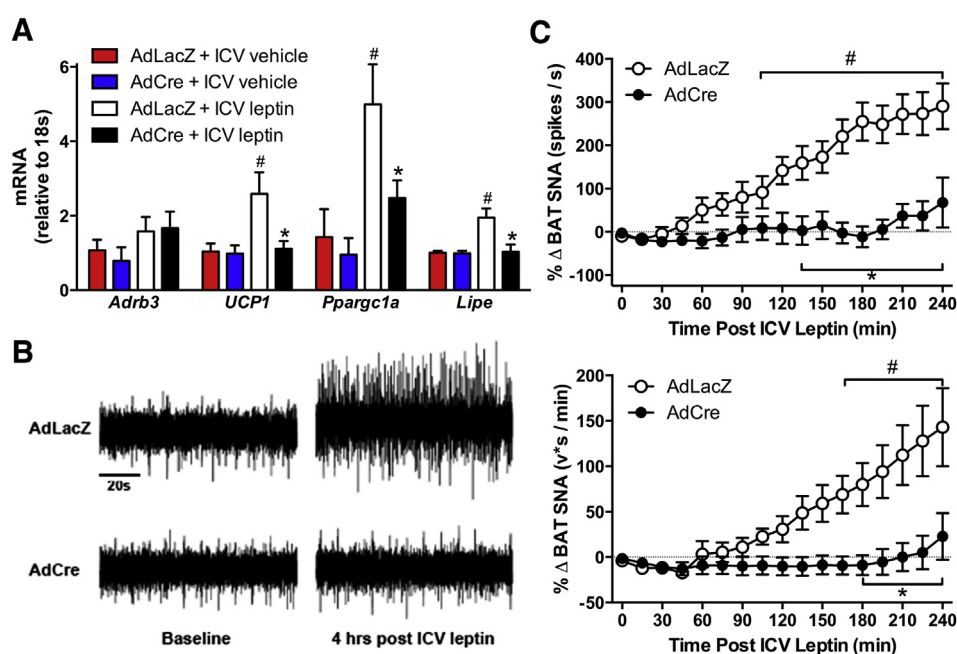 A
AdLacZ + ICV vehicle
AdCre + ICV vehicle
AdLacZ + ICV leptin
AdCre + ICV leptin
mRNA
(relative to 18s)
6
4
2
0
#
*
#
*
#
*
Adrb3 UCP1 Ppargc1a Lipe
B
AdLacZ
20s
AdCre
Baseline 4 hrs post ICV leptin
C
AdLacZ
AdCre
#
% Δ BAT SNA (spikes / s)
400
300
200
100
0
-100
*
0 30 60 90 120 150 180 210 240
Time Post ICV Leptin (min)
AdLacZ
AdCre
#
% Δ BAT SNA (v*s / min)
200
150
100
50
0
-50
*
0 30 60 90 120 150 180 210 240
Time Post ICV Leptin (min)